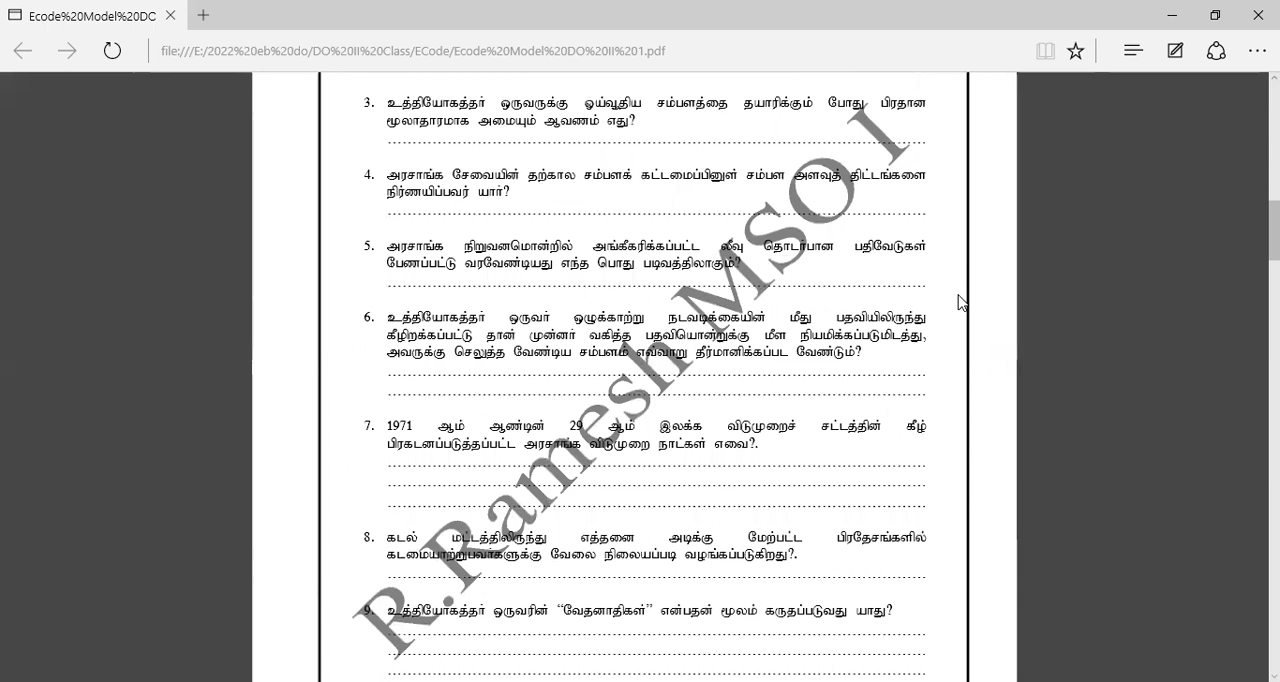 Ecode%20Model%20DO
file:///E:/2022%20eb%20do/DO%20II%20Class/ECode/Ecode%20Model%20DO%20II%201.pdf
3. உத்தியோகத்தர் ஒருவருக்கு ஓய்வூதிய சம்பளத்தை தயாரிக்கும் போது பிரதான
மூலாதாரமாக அமையும் ஆவணம் எது?
4. அரசாங்க சேவையின் தற்கால சம்பளக் கட்டமைப்பினுள் சம்பள அளவுத் திட்டங்களை
நிர்ணயிப்பவர் யார்?
5. அரசாங்க நிறுவனமொன்றில் அங்கீகரிக்கப்பட்ட லீவு தொடர்பான பதிவேடுகள்
பேணப்பட்டு வரவேண்டியது எந்த பொது படிவத்திலாகும்?
6. உத்தியோகத்தர் ஒருவர் ஒழுக்காற்று நடவடிக்கையின் மீது பதவியிலிருந்து
கீழிறக்கப்பட்டு தான் முன்னர் வகித்த பதவியொன்றுக்கு மீள நியமிக்கப்படுமிடத்து,
அவருக்கு செலுத்த வேண்டிய சம்பளம் எவ்வாறு தீர்மானிக்கப்பட வேண்டும்?
7. 1971 ஆம் ஆண்டின் 29 ஆம் இலக்க விடுமுறைச் சட்டத்தின் கீழ்
பிரகடனப்படுத்தப்பட்ட அரசாங்க விடுமுறை நாட்கள் எவை?.
8. கடல் மட்டத்திலிருந்து எத்தனை அடிக்கு மேற்பட்ட பிரதேசங்களில்
கடமையாற்றுபவர்களுக்கு வேலை நிலையப்படி வழங்கப்படுகிறது?.
9. உத்தியோகத்தர் ஒருவரின் “வேதனாதிகள்” என்பதன் மூலம் கருதப்படுவது யாது?
R.Ramesh MSO I